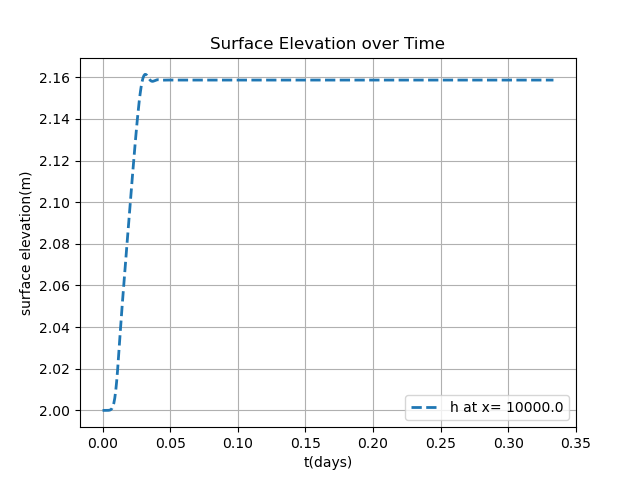 Surface Elevation over Time
surface elevation(m)
2.16
2.14
2.12
2.10
2.08
2.06
2.04
2.02
2.00
h at x= 10000.0
0.00 0.05 0.10 0.15 0.20 0.25 0.30 0.35
t(days)